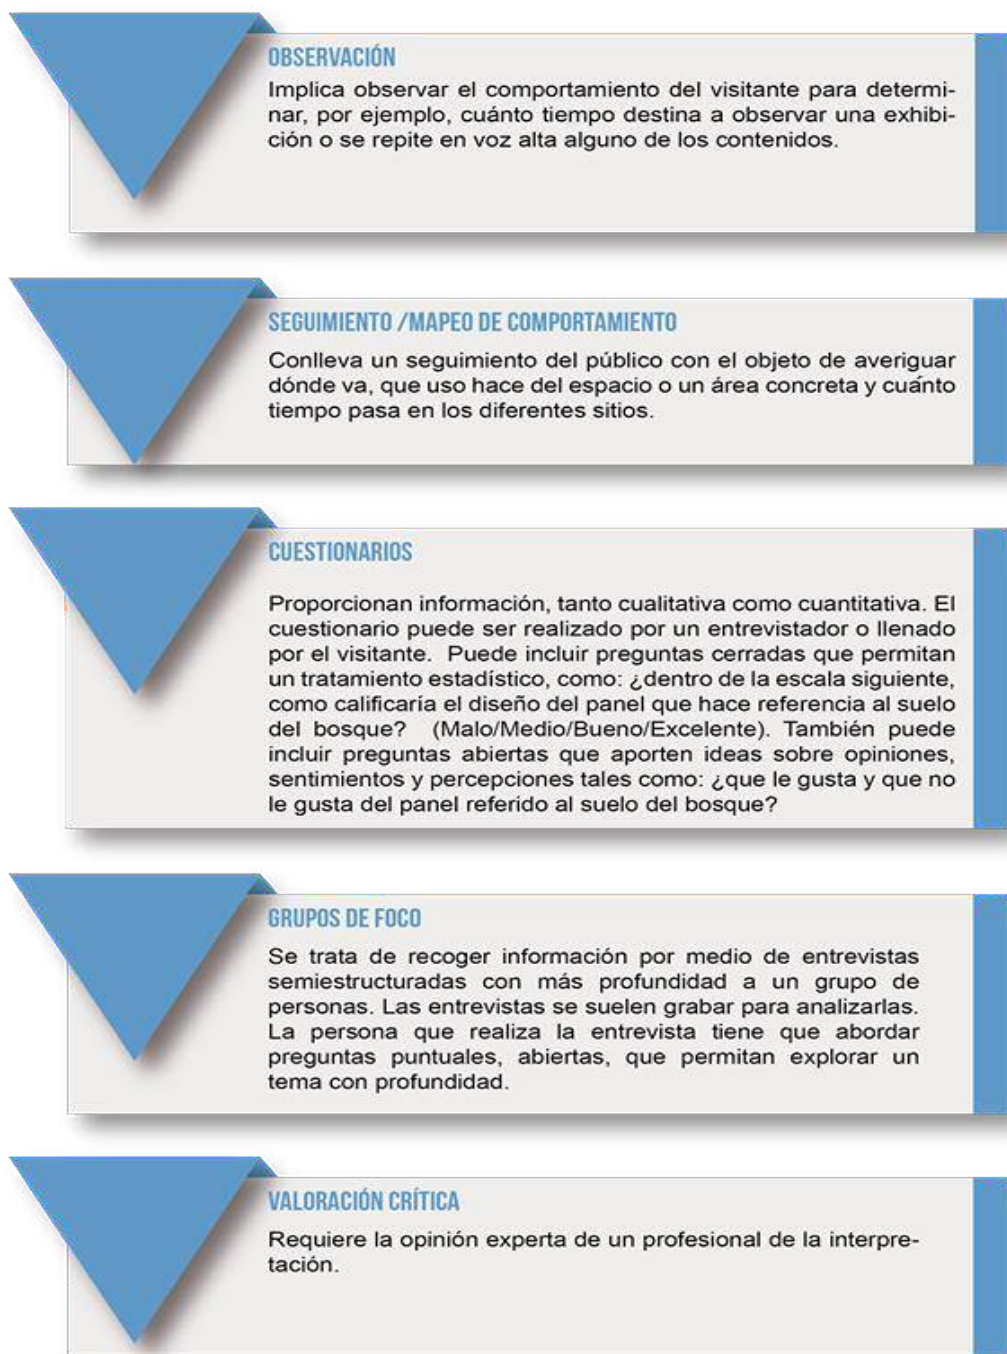 OBSERVACIÓN
Implica observar el comportamiento del visitante para determi-
nar, por ejemplo, cuánto tiempo destina a observar una exhibi-
ción o se repite en voz alta alguno de los contenidos.
SEGUIMIENTO /MAPEO DE COMPORTAMIENTO
Conlleva un seguimiento del público con el objeto de averiguar
dónde va, que uso hace del espacio o un área concreta y cuánto
tiempo pasa en los diferentes sitios.
CUESTIONARIOS
Proporcionan información, tanto cualitativa como cuantitativa. El
cuestionario puede ser realizado por un entrevistador o llenado
por el visitante. Puede incluir preguntas cerradas que permitan
un tratamiento estadístico, como: ¿dentro de la escala siguiente,
como calificaría el diseño del panel que hace referencia al suelo
del bosque? (Malo/Medio/Bueno/Excelente). También puede
incluir preguntas abiertas que aporten ideas sobre opiniones,
sentimientos y percepciones tales como: ¿que le gusta y que no
le gusta del panel referido al suelo del bosque?
GRUPOS DE FOCO
Se trata de recoger información por medio de entrevistas
semiestructuradas con más profundidad a un grupo de
personas. Las entrevistas se suelen grabar para analizarlas.
La persona que realiza la entrevista tiene que abordar
preguntas puntuales, abiertas, que permitan explorar un
tema con profundidad.
VALORACIÓN CRÍTICA
Requiere la opinión experta de un profesional de la interpre-
tación.